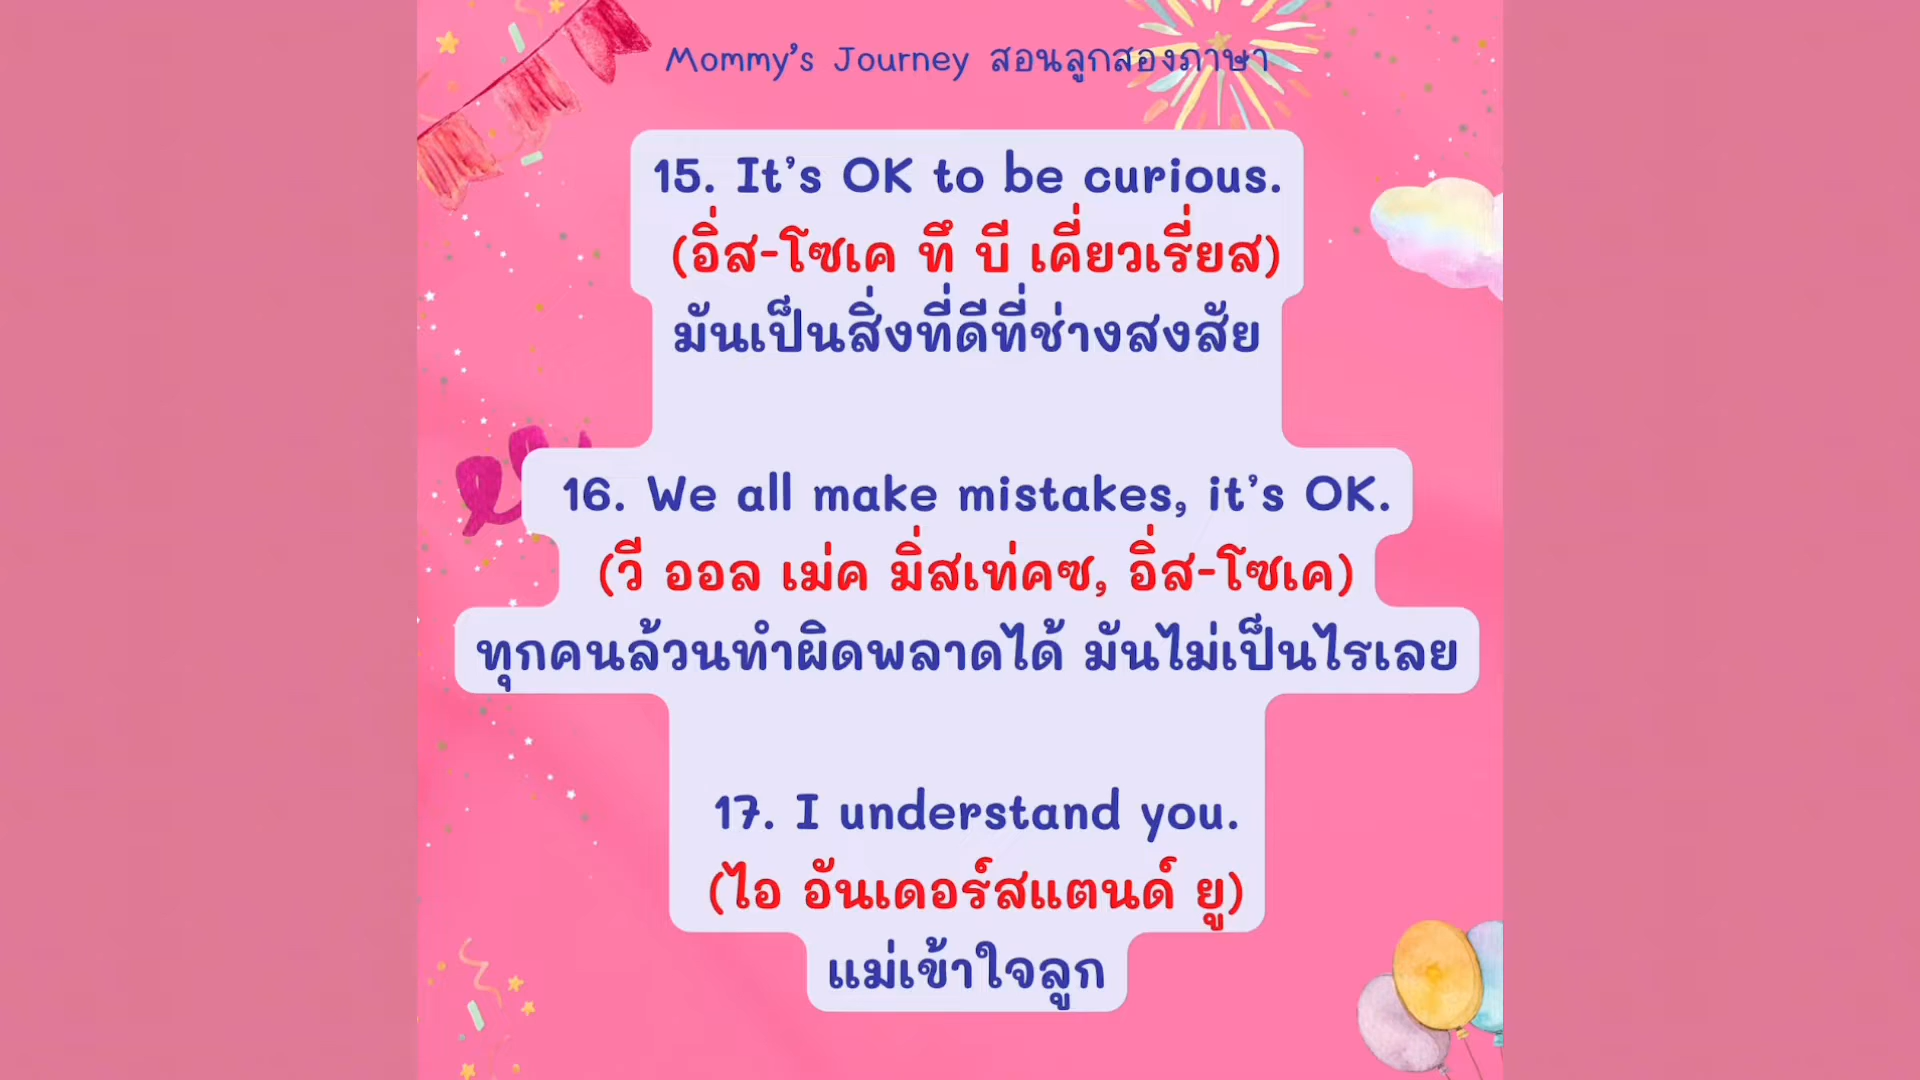 Mommy's Journey สอนลูกสองภาษา
15. It's OK to be curious.
(อิ่ส-โซเค ทึ บี เคี่ยวเรี่ยส)
มันเป็นสิ่งที่ดีที่ช่างสงสัย
16. We all make mistakes, it's OK.
(วี ออล เม่ค มิ่สเท่คซ, อิ่ส-โซเค)
ทุกคนล้วนทำผิดพลาดได้ มันไม่เป็นไรเลย
17. I understand you.
(ไอ อันเดอร์สแตนด์ ยู)
แม่เข้าใจลูก